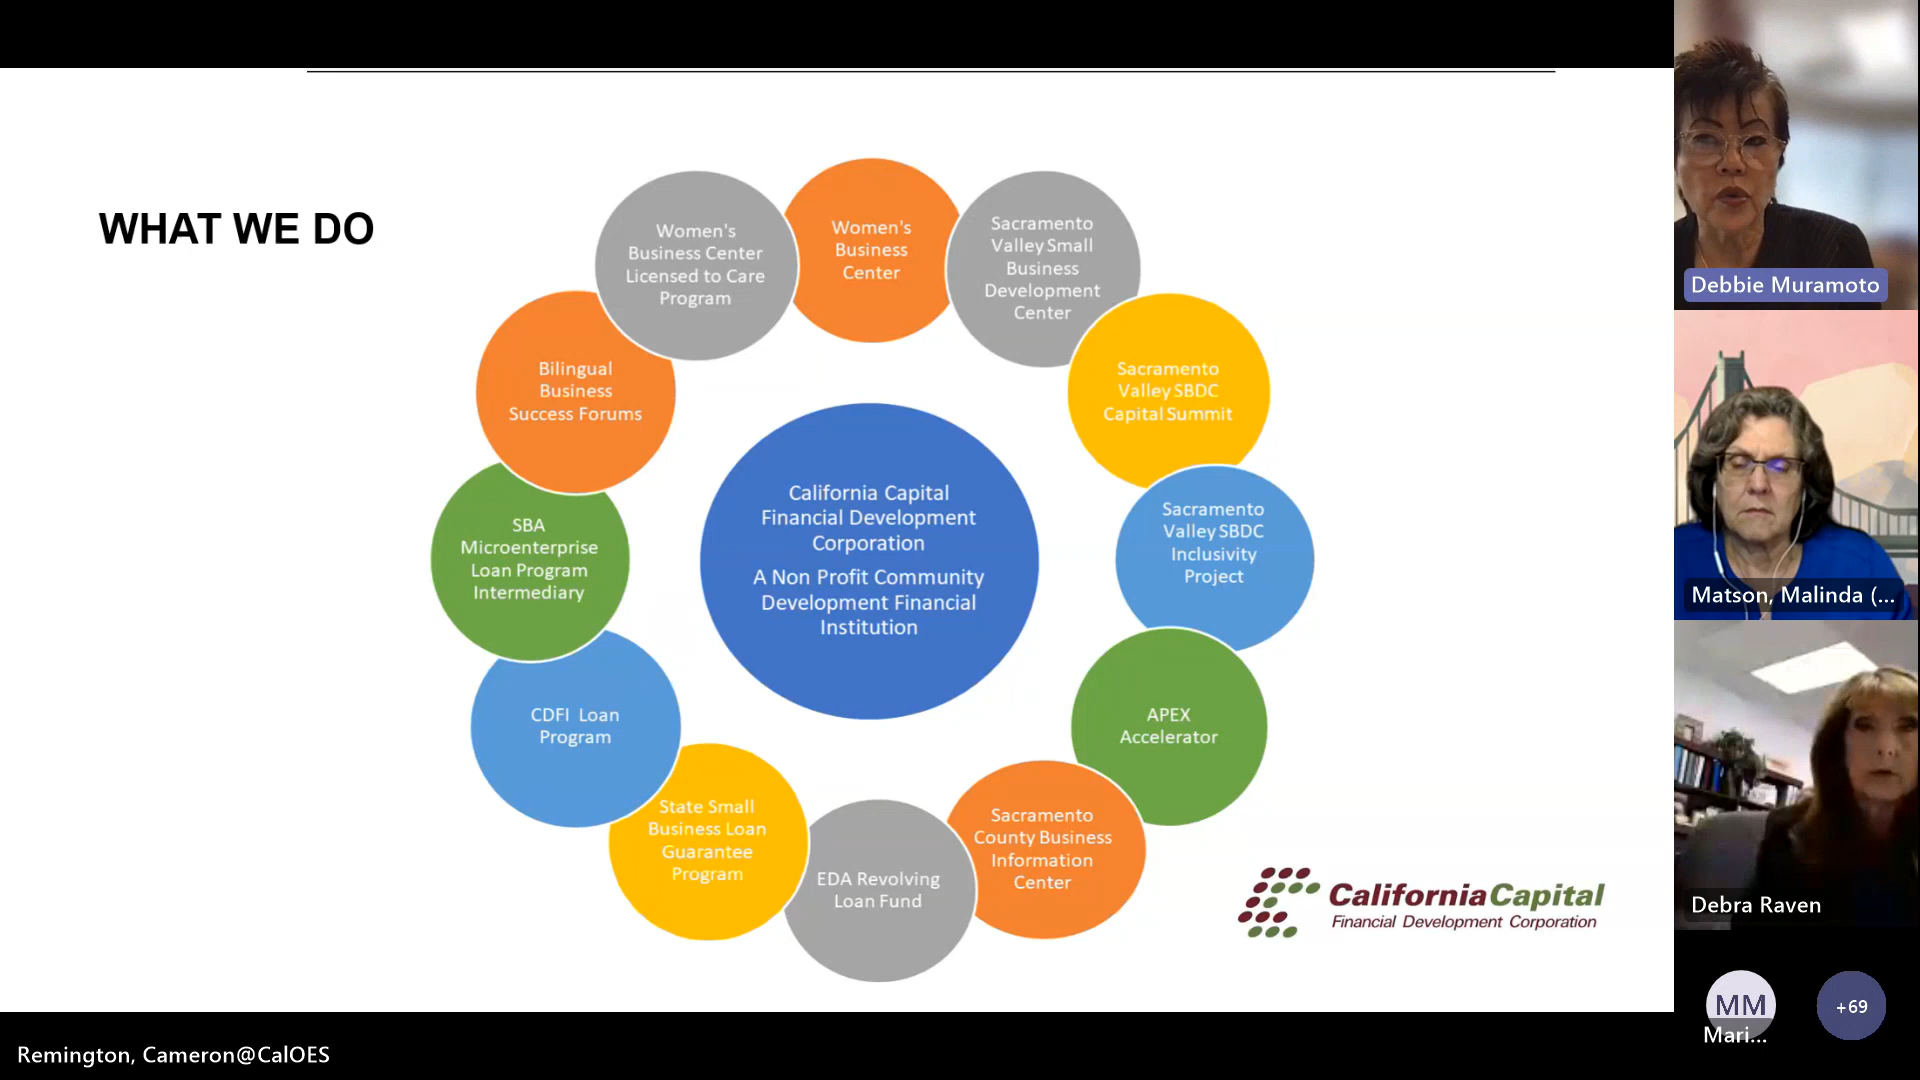 WHAT WE DO
Women's
Business Center
Licensed to Care
Program
Women's
Business
Center
Sacramento
Valley Small
Business
Development
Center
Sacramento
Valley SBDC
Capital Summit
Sacramento
Valley SBDC
Inclusivity
Project
APEX
Accelerator
Sacramento
County Business
Information
Center
EDA Revolving
Loan Fund
State Small
Business Loan
Guarantee
Program
CDFI Loan
Program
SBA
Microenterprise
Loan Program
Intermediary
Bilingual
Business
Success Forums
California Capital
Financial Development
Corporation
A Non Profit Community
Development Financial
Institution
CaliforniaCapital
Financial Development Corporation
Debbie Muramoto
Matson, Malinda (...
Debra Raven
MM
Mari...
+69
Remington, Cameron@CalOES